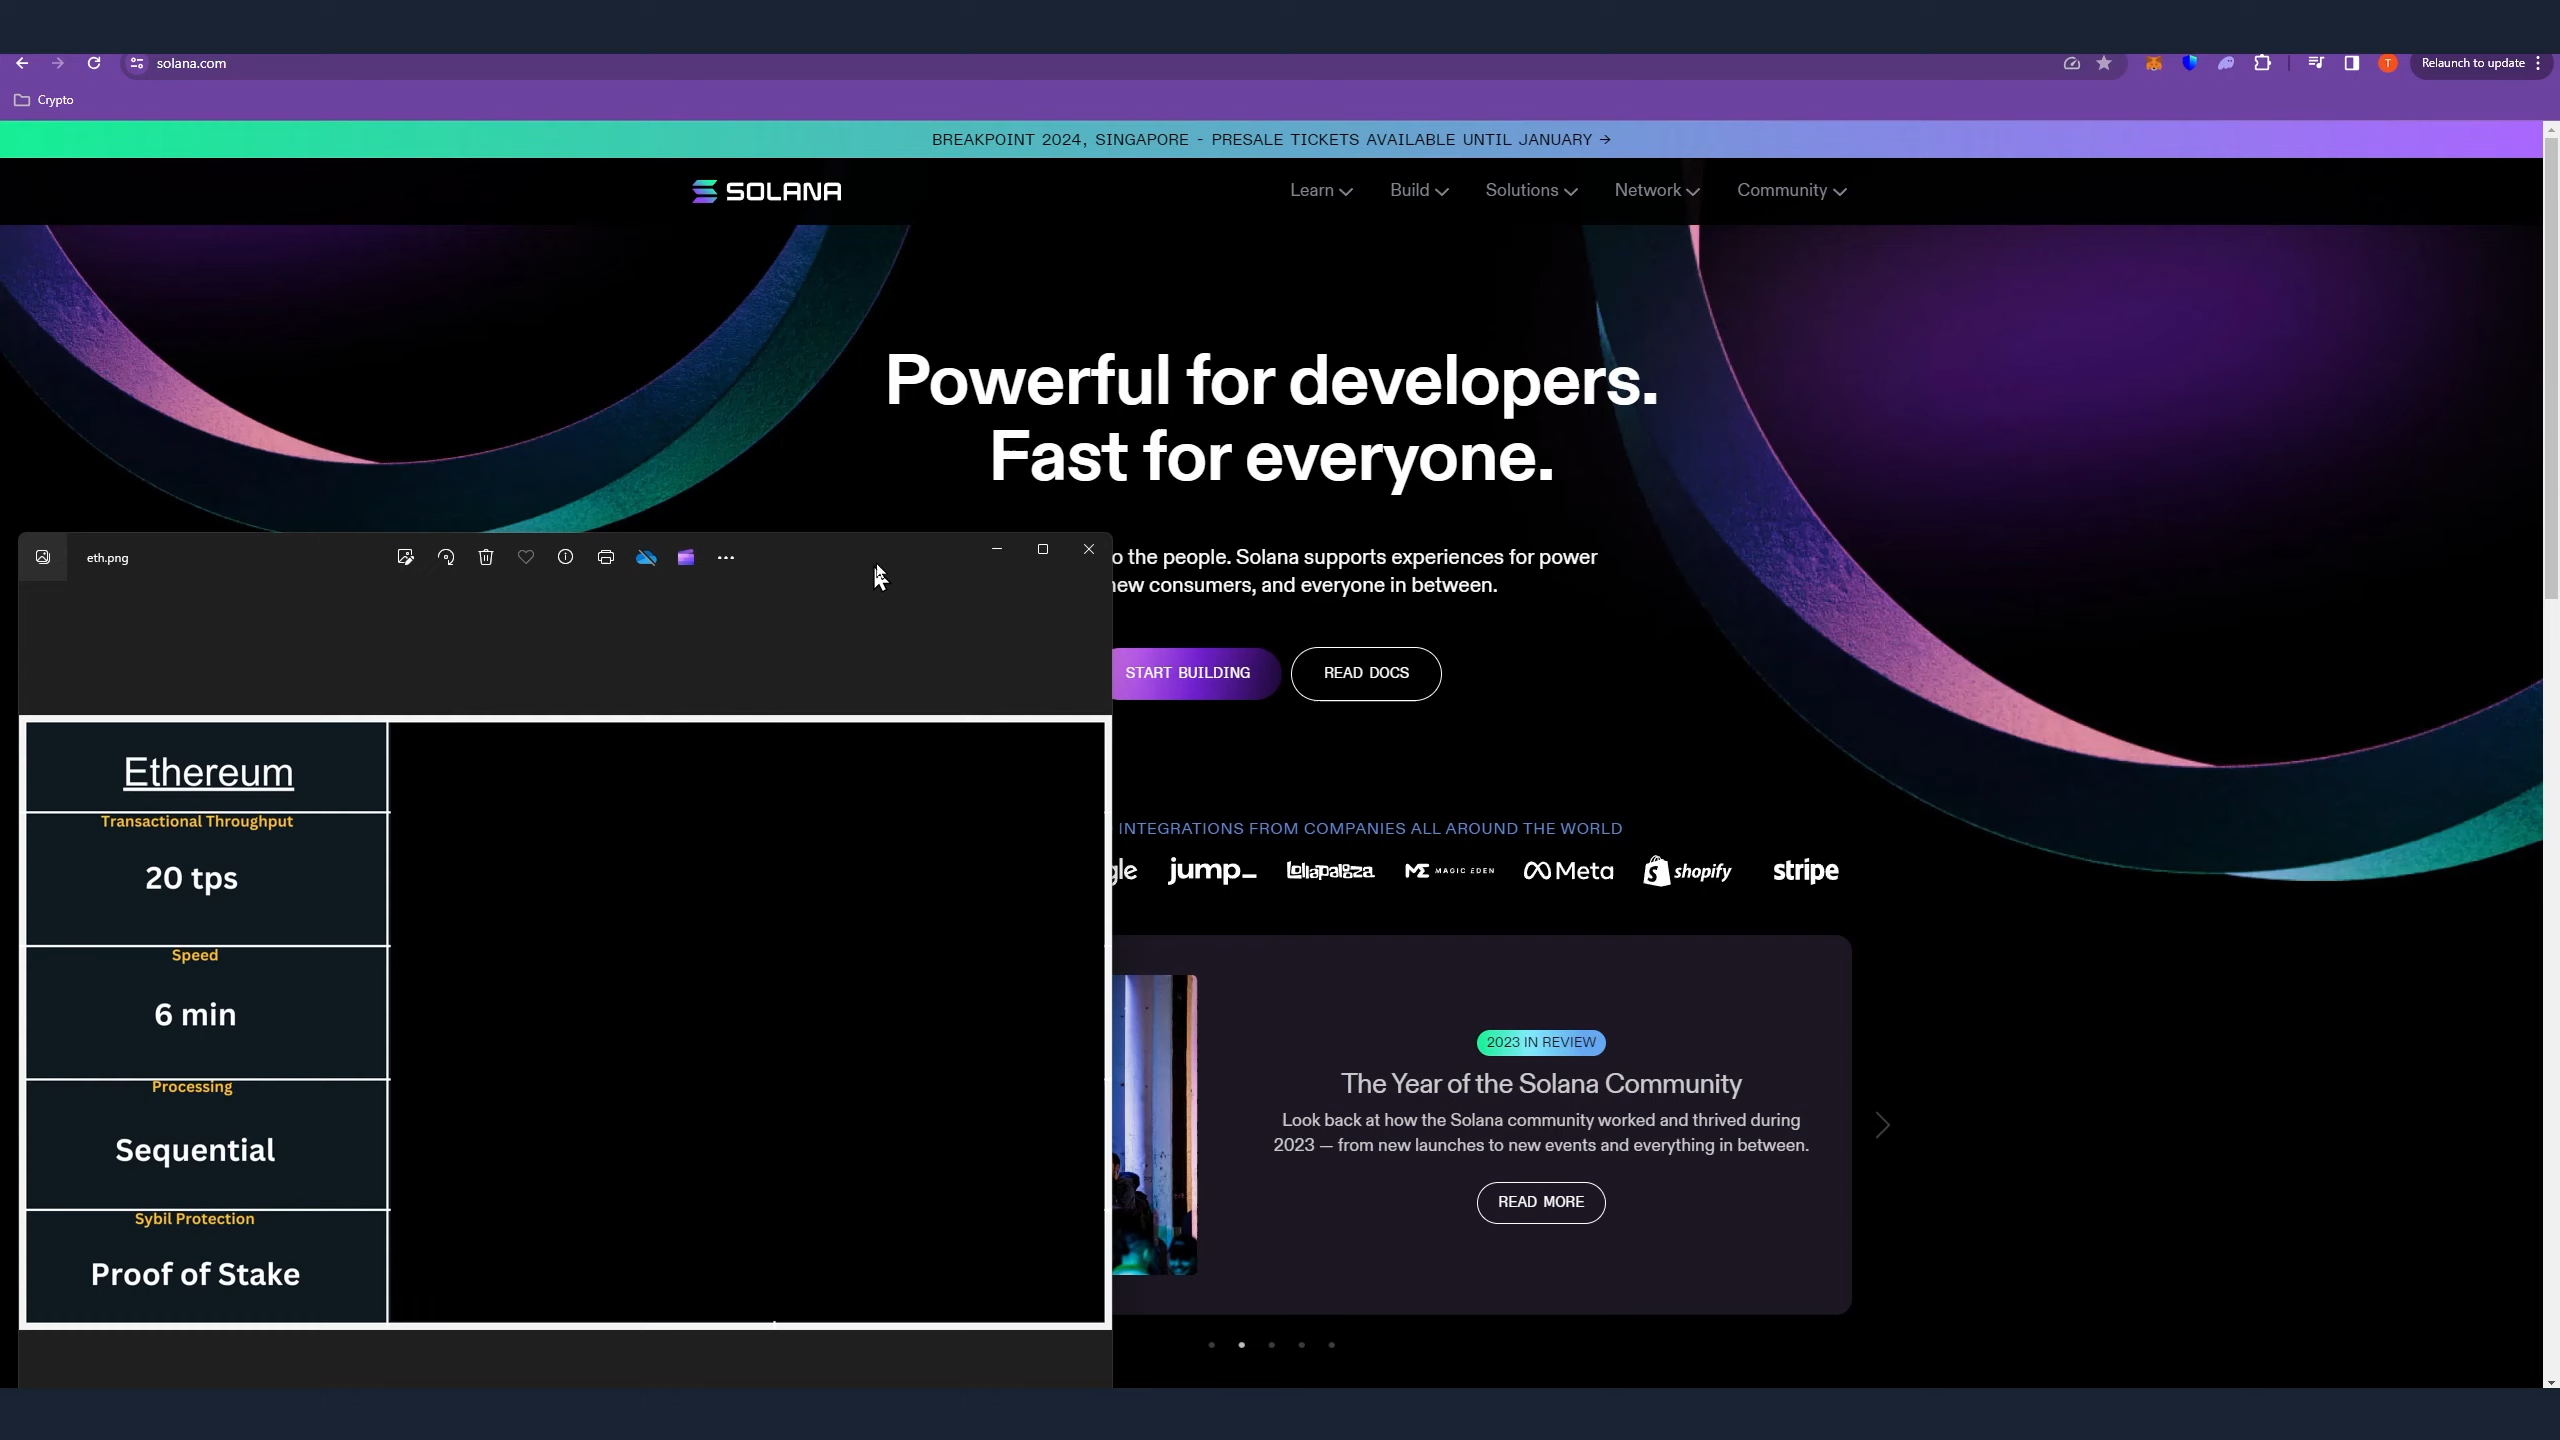 solana.com
Relaunch to update
T
Crypto
BREAKPOINT 2024, SINGAPORE - PRESALE TICKETS AVAILABLE UNTIL JANUARY →
SOLANA
Learn
Build
Solutions
Network
Community
Powerful for developers.
Fast for everyone.
eth.png
o the people. Solana supports experiences for power
new consumers, and everyone in between.
START BUILDING
READ DOCS
Ethereum
Transactional Throughput
20 tps
Speed
6 min
Processing
Sequential
Sybil Protection
Proof of Stake
INTEGRATIONS FROM COMPANIES ALL AROUND THE WORLD
gle
jump_
Lollapalooza
ME MAGIC EDEN
Meta
shopify
stripe
2023 IN REVIEW
The Year of the Solana Community
Look back at how the Solana community worked and thrived during
2023 — from new launches to new events and everything in between.
READ MORE